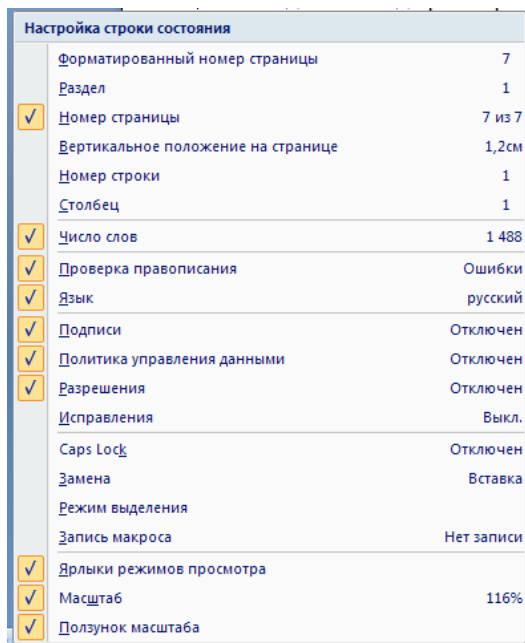 Настройка строки состояния
Форматированный номер страницы 7
Раздел 1
Номер страницы 7 из 7
Вертикальное положение на странице 1,2см
Номер строки 1
Столбец 1
Число слов 1 488
Проверка правописания Ошибки
Язык русский
Подписи Отключен
Политика управления данными Отключен
Разрешения Отключен
Исправления Выкл.
Caps Lock Отключен
Замена Вставка
Режим выделения
Запись макроса Нет записи
Ярлыки режимов просмотра
Масштаб 116%
Ползунок масштаба